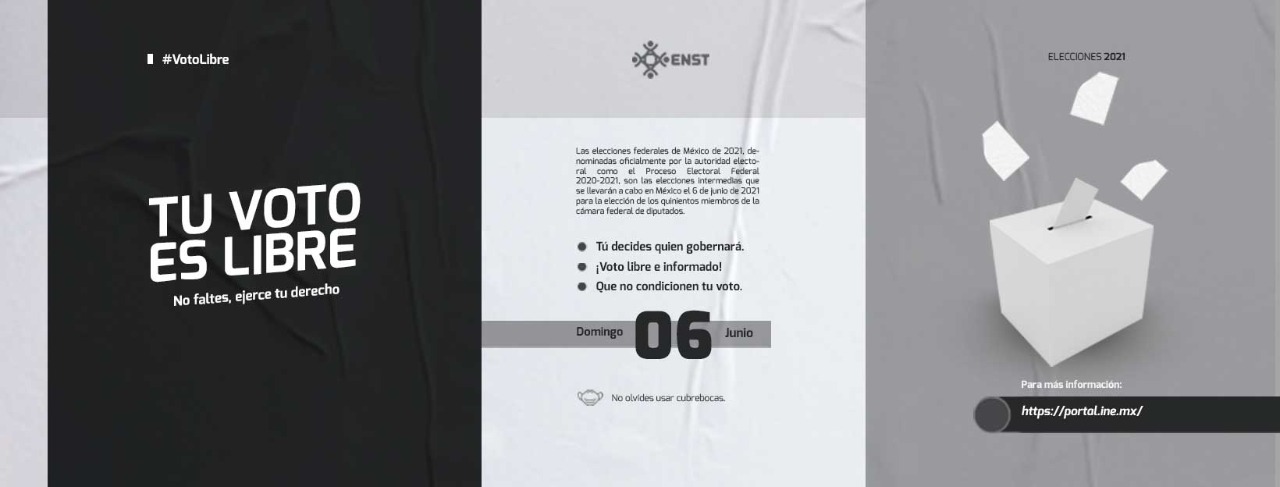 #VotoLibre
TU VOTO
ES LIBRE
No faltes, ejerce tu derecho
ENST
Las elecciones federales de México de 2021, de-
nominadas oficialmente por la autoridad electo-
ral como el Proceso Electoral Federal
2020-2021, son las elecciones intermedias que
se llevarán a cabo en México el 6 de junio de 2021
para la elección de los quinientos miembros de la
cámara federal de diputados.
Tú decides quien gobernará.
¡Voto libre e informado!
Que no condicionen tu voto.
Domingo 06 Junio
No olvides usar cubrebocas.
ELECCIONES 2021
Para más información:
https://portal.ine.mx/